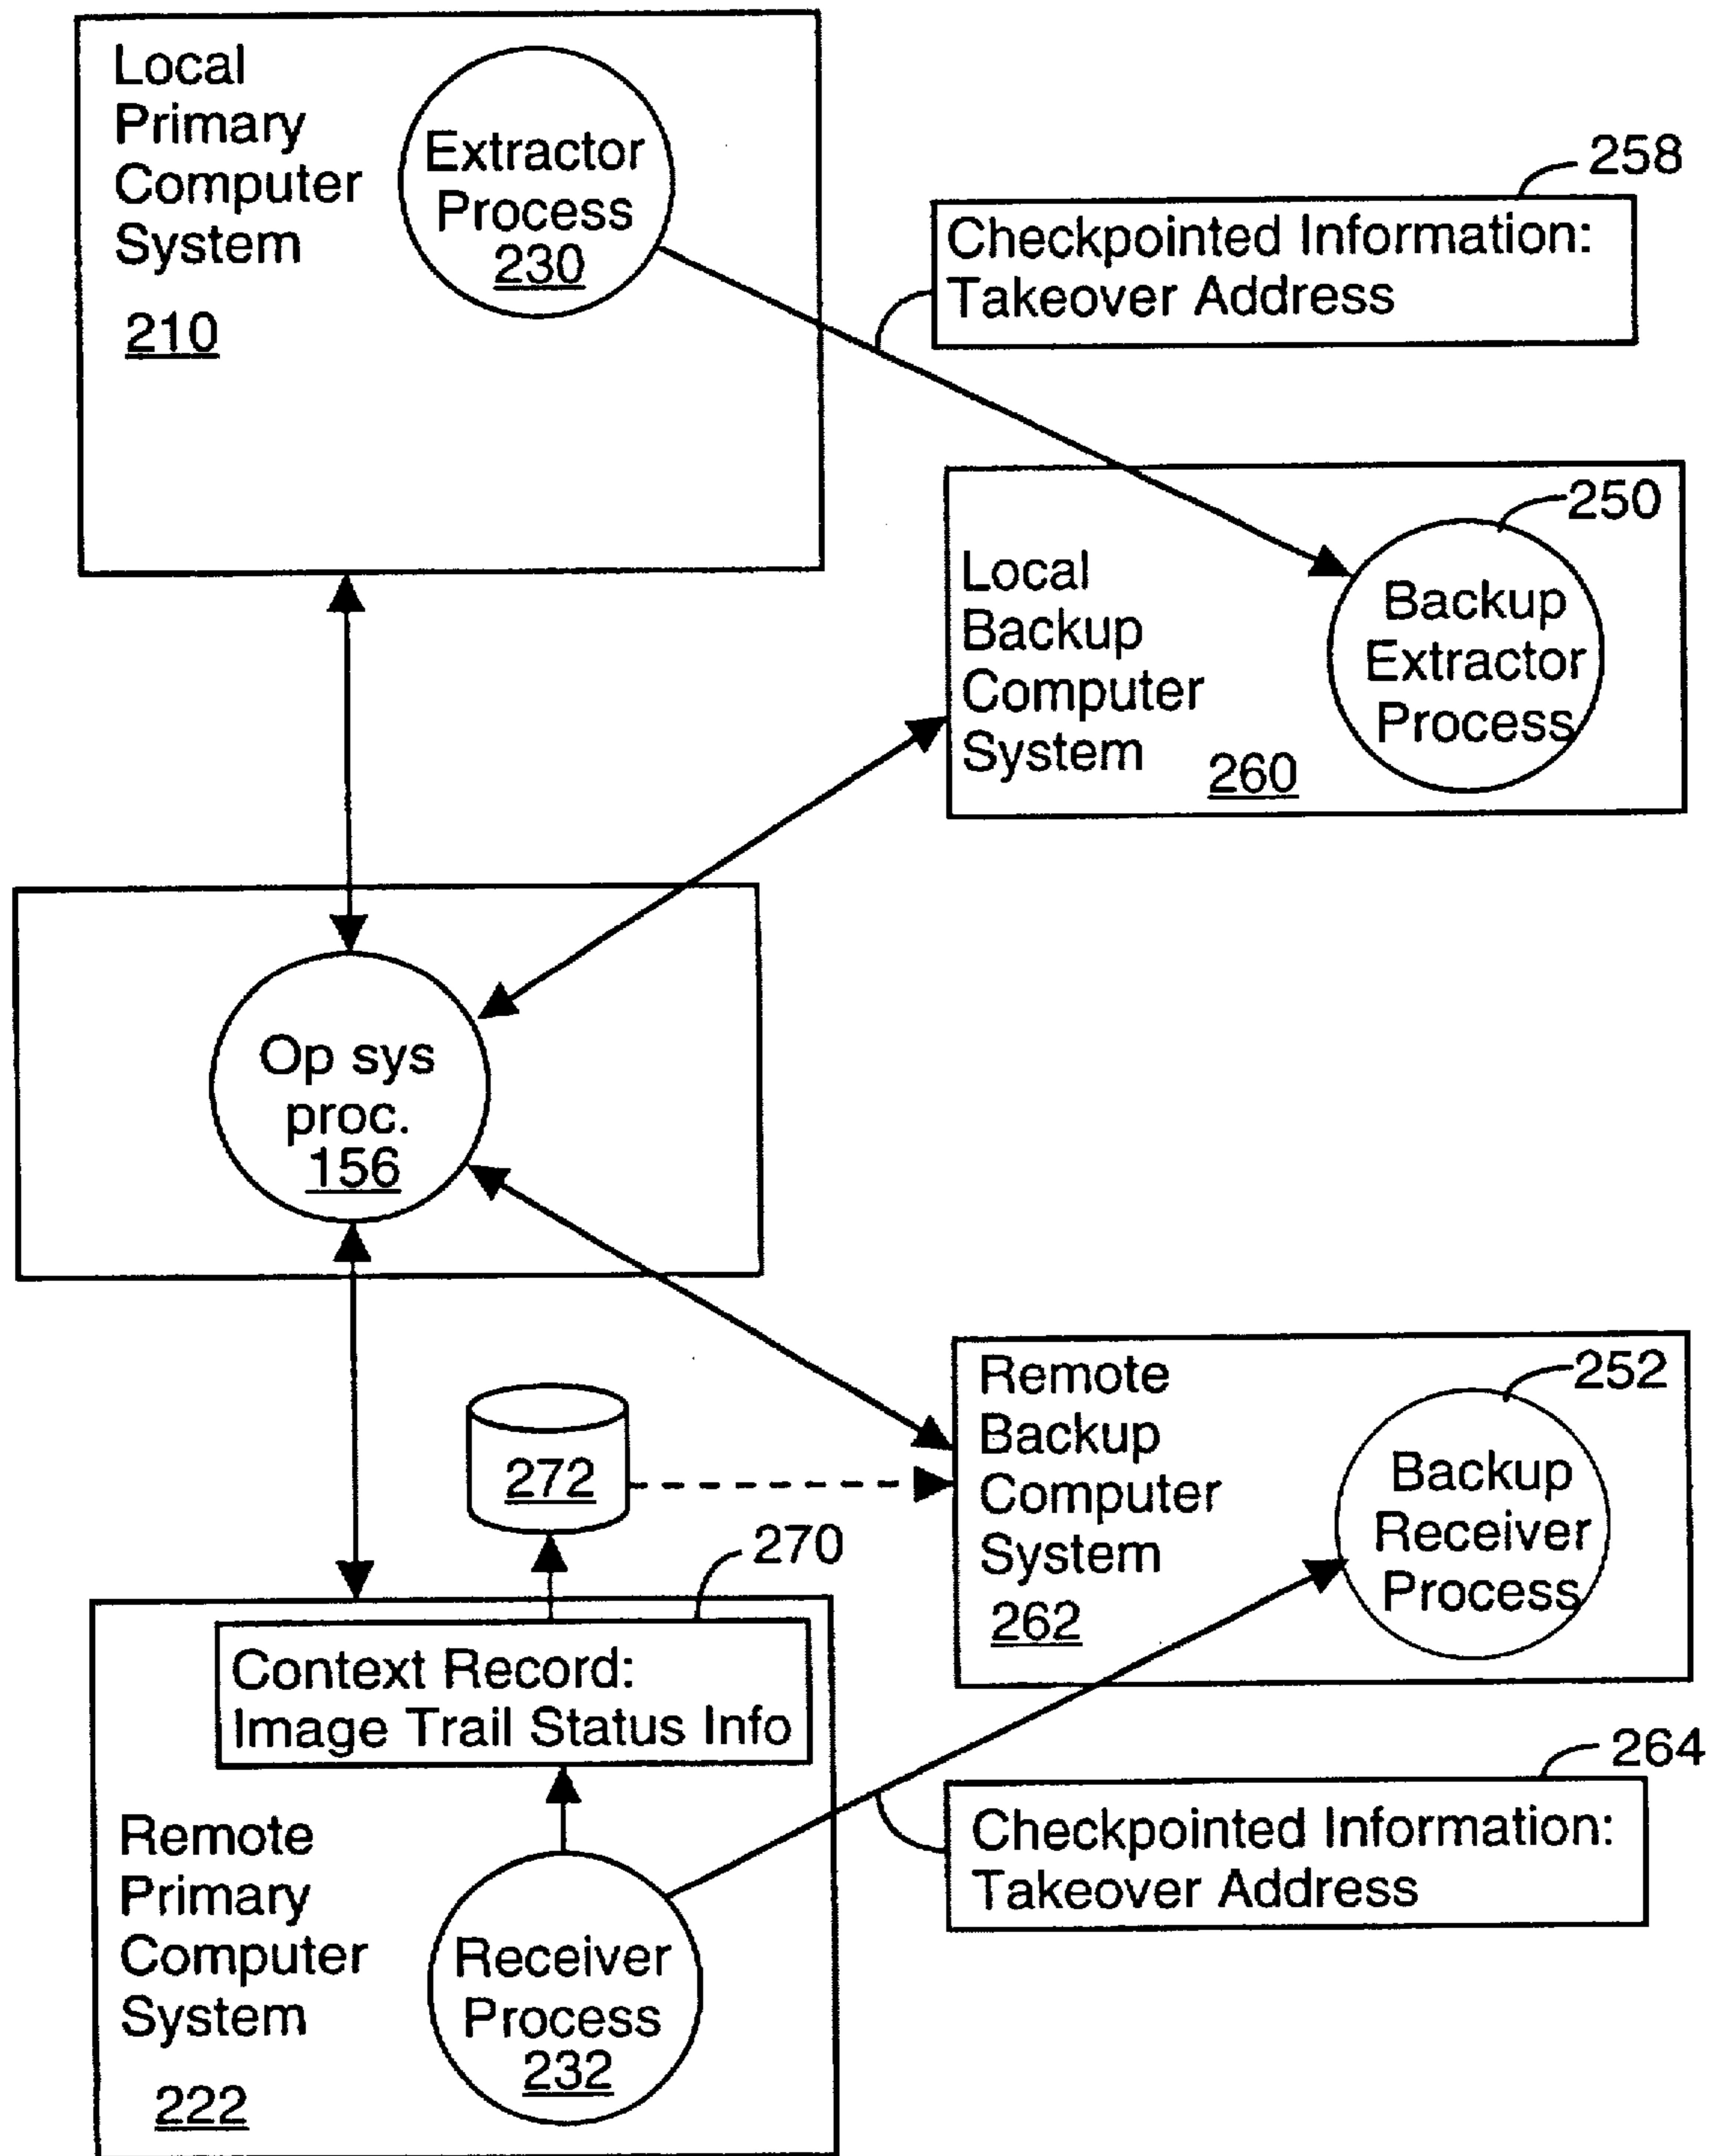 Local
Primary
Computer
System
210
Extractor
Process
230
258
Checkpointed Information:
Takeover Address
250
Local
Backup
Computer
System
260
Backup
Extractor
Process
Op sys
proc.
156
252
Remote
Backup
Computer
System
262
Backup
Receiver
Process
272
270
Context Record:
Image Trail Status Info
264
Checkpointed Information:
Takeover Address
Remote
Primary
Computer
System
222
Receiver
Process
232